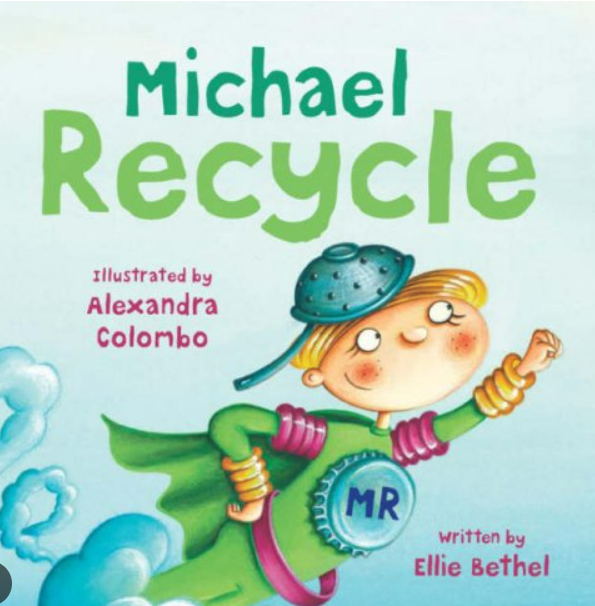 Michael
Recycle
Illustrated by
Alexandra
Colombo
MR
Written by
Ellie Bethel